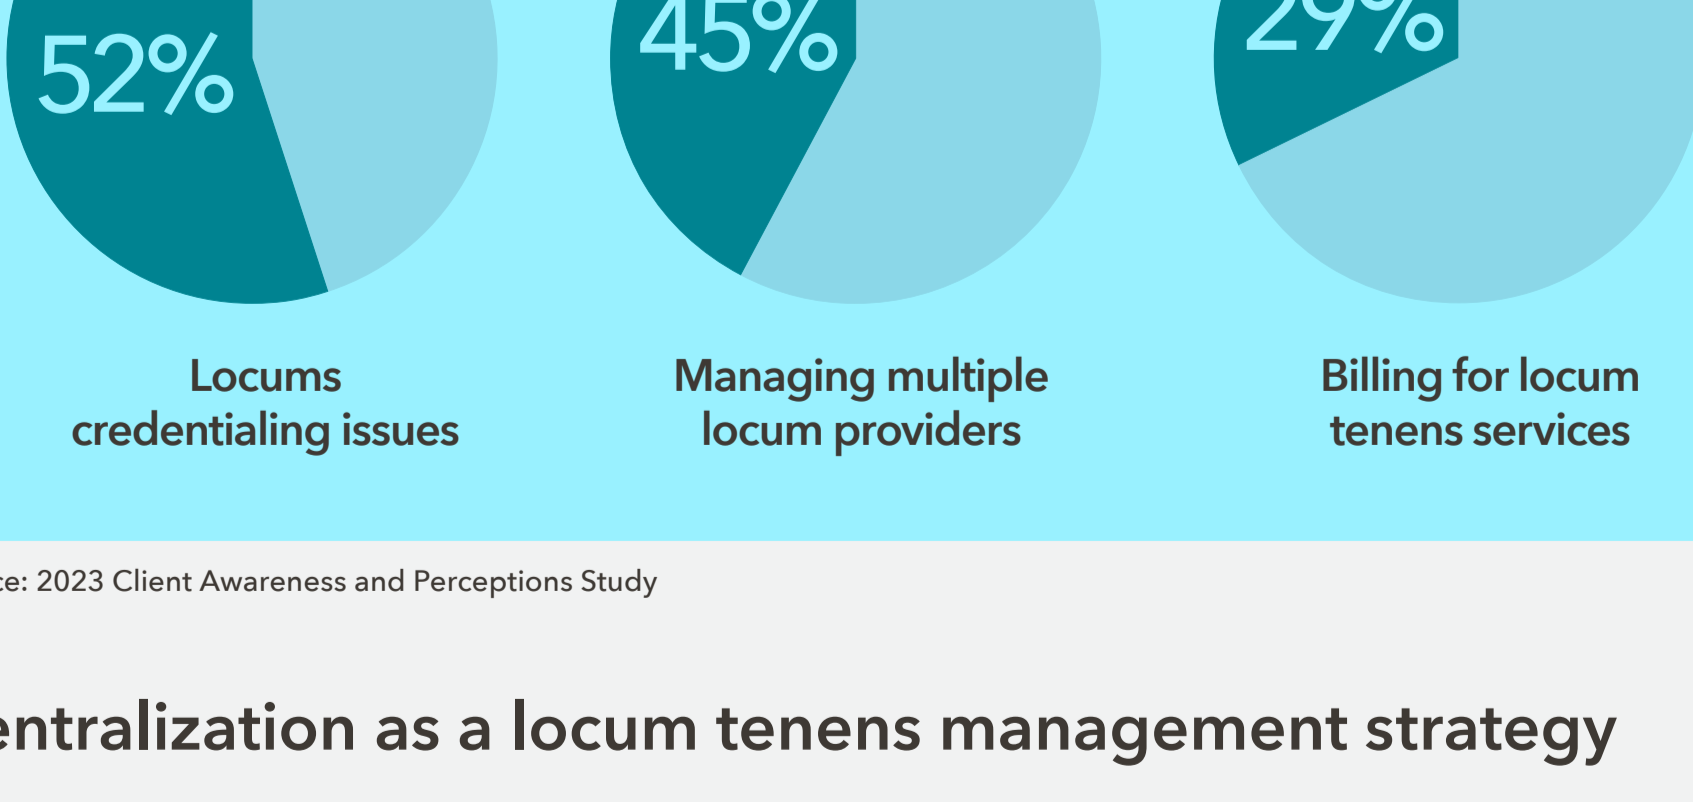 52%
45%
29%
Locums
credentialing issues
Managing multiple
locum providers
Billing for locum
tenens services
2023 Client Awareness and Perceptions Study
as a locum tenens management strategy